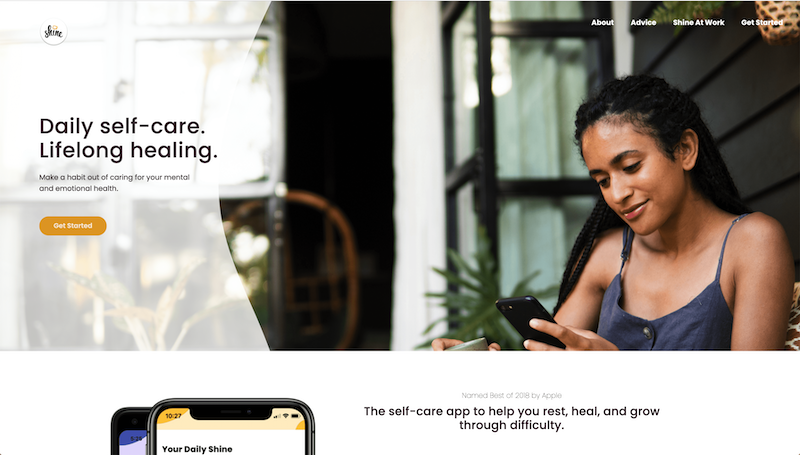 shine
About
Advice
Shine At Work
Get Started
Daily self-care.
Lifelong healing.
Make a habit out of caring for your mental
and emotional health.
Get Started
Named Best of 2018 by Apple
The self-care app to help you rest, heal, and grow
through difficulty.
10:27
Your Daily Shine